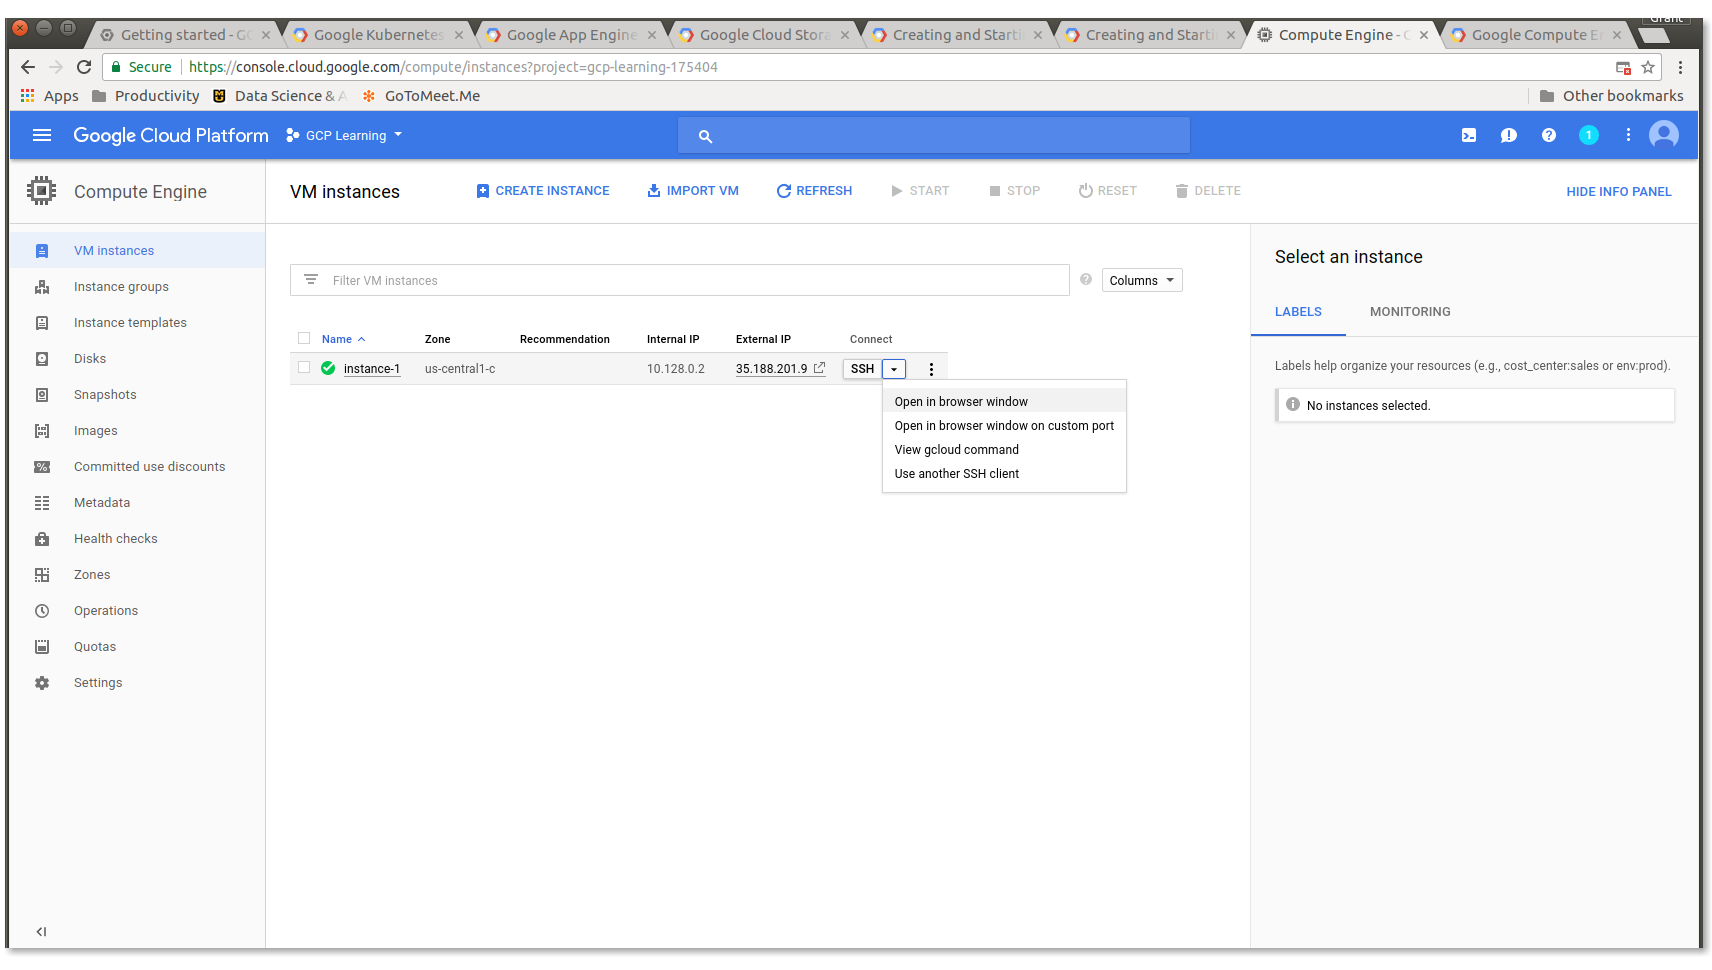 Grant
Getting started - GC
Google Kubernetes
Google App Engine
Google Cloud Stora
Creating and Starti
Creating and Starti
Compute Engine - G
Google Compute E
Secure
https://console.cloud.google.com/compute/instances?project=gcp-learning-175404
Apps
Productivity
Data Science & A
GoToMeet.Me
Other bookmarks
Google Cloud Platform
GCP Learning
1
Compute Engine
VM instances
CREATE INSTANCE
IMPORT VM
REFRESH
START
STOP
RESET
DELETE
HIDE INFO PANEL
VM instances
Instance groups
Instance templates
Disks
Snapshots
Images
Committed use discounts
Metadata
Health checks
Zones
Operations
Quotas
Settings
Filter VM instances
Columns
Name Zone Recommendation Internal IP External IP Connect
instance-1 us-central1-c 10.128.0.2 35.188.201.9 SSH
Open in browser window
Open in browser window on custom port
View gcloud command
Use another SSH client
Select an instance
LABELS
MONITORING
Labels help organize your resources (e.g., cost_center:sales or env:prod).
No instances selected.